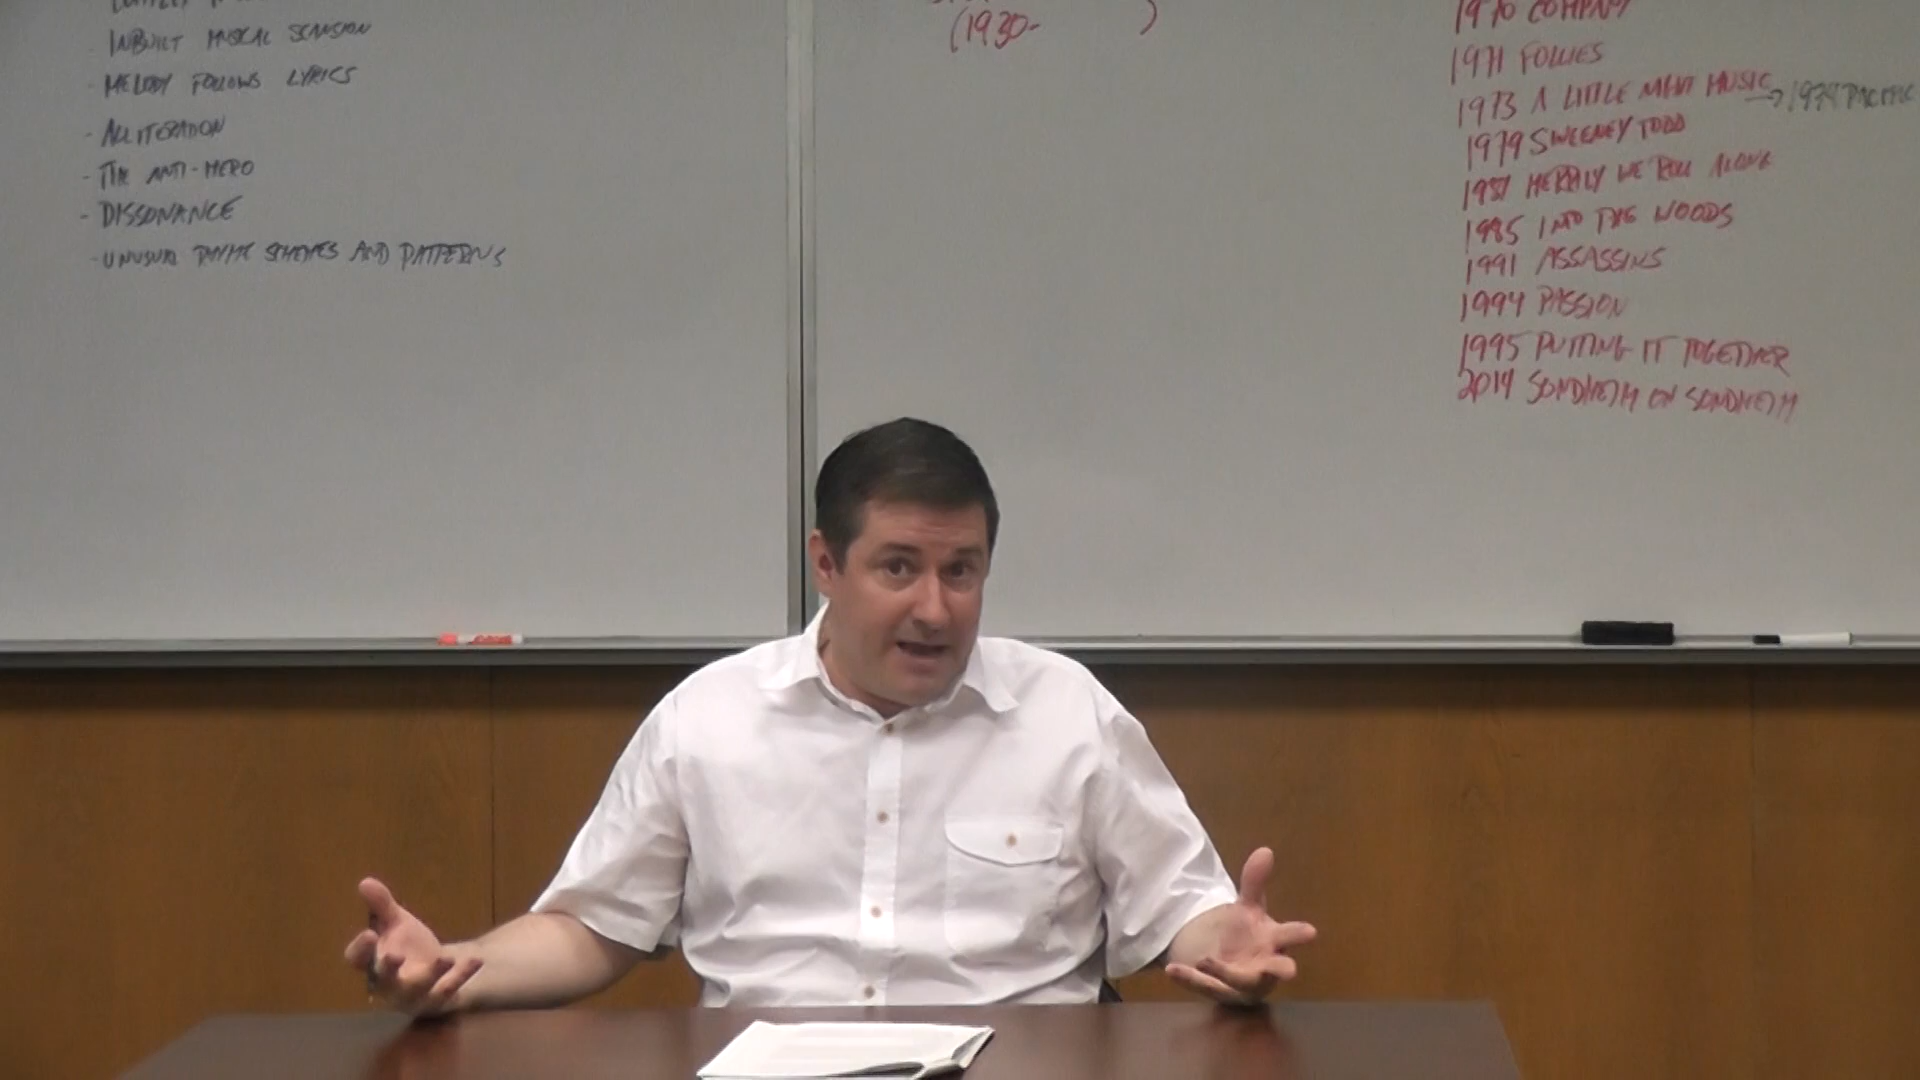 - INBUILT MUSICAL SCANSION
- MELODY FOLLOWS LYRICS
- ALLITERATION
- THE ANTI-HERO
- DISSONANCE
- UNUSUAL RHYME SCHEMES AND PATTERNS
(1930- )
1970 COMPANY
1971 FOLLIES
1973 A LITTLE NIGHT MUSIC → 1974 PACIFIC
1979 SWEENEY TODD
1981 MERRILY WE ROLL ALONG
1985 INTO THE WOODS
1991 ASSASSINS
1994 PASSION
1995 PUTTING IT TOGETHER
2014 SONDHEIM ON SONDHEIM